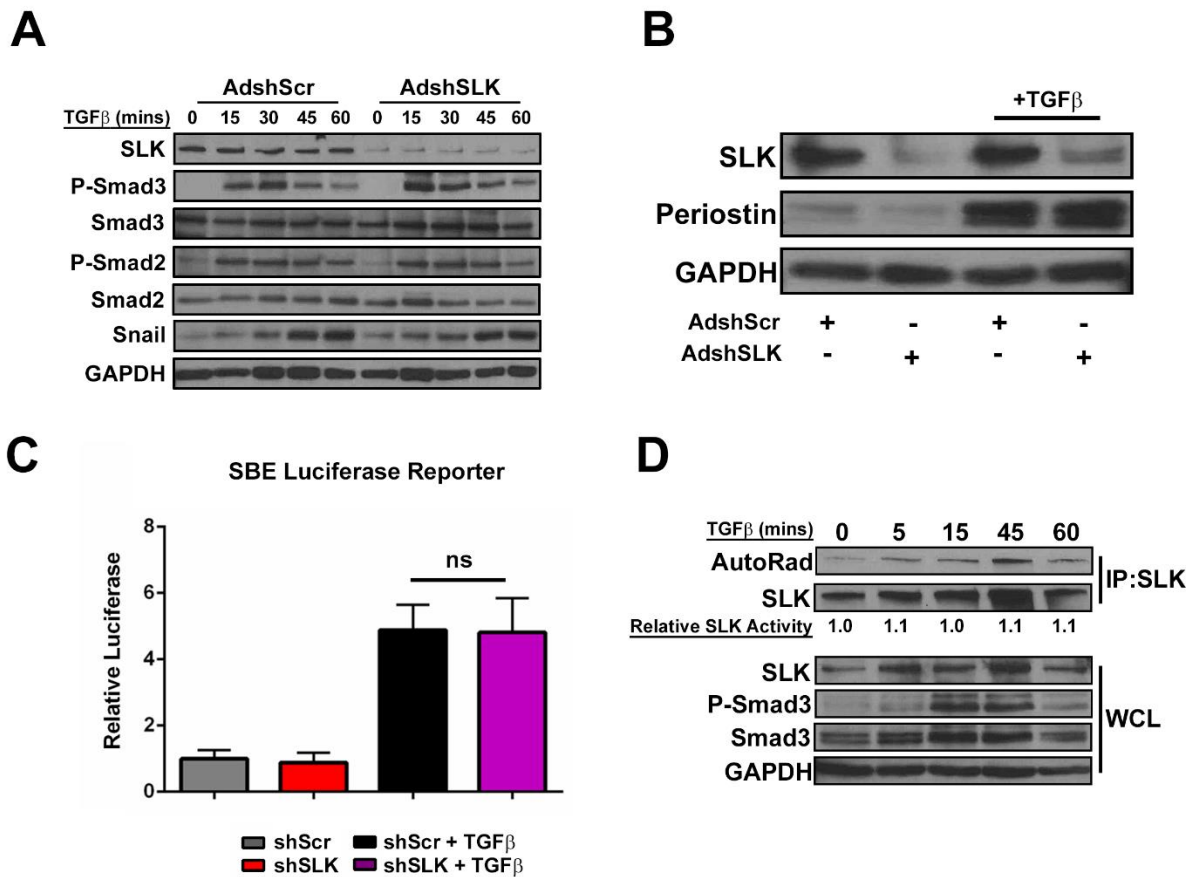 A
AdshScr AdshSLK
TGFβ (mins) 0 15 30 45 60 0 15 30 45 60
SLK
P-Smad3
Smad3
P-Smad2
Smad2
Snail
GAPDH
B
+TGFβ
SLK
Periostin
GAPDH
AdshScr + - + -
AdshSLK - + - +
C
SBE Luciferase Reporter
Relative Luciferase
8
6
4
2
0
ns
shScr shScr + TGFβ
shSLK shSLK + TGFβ
D
TGFβ (mins) 0 5 15 45 60
AutoRad
SLK
IP:SLK
Relative SLK Activity 1.0 1.1 1.0 1.1 1.1
SLK
P-Smad3
Smad3
GAPDH
WCL